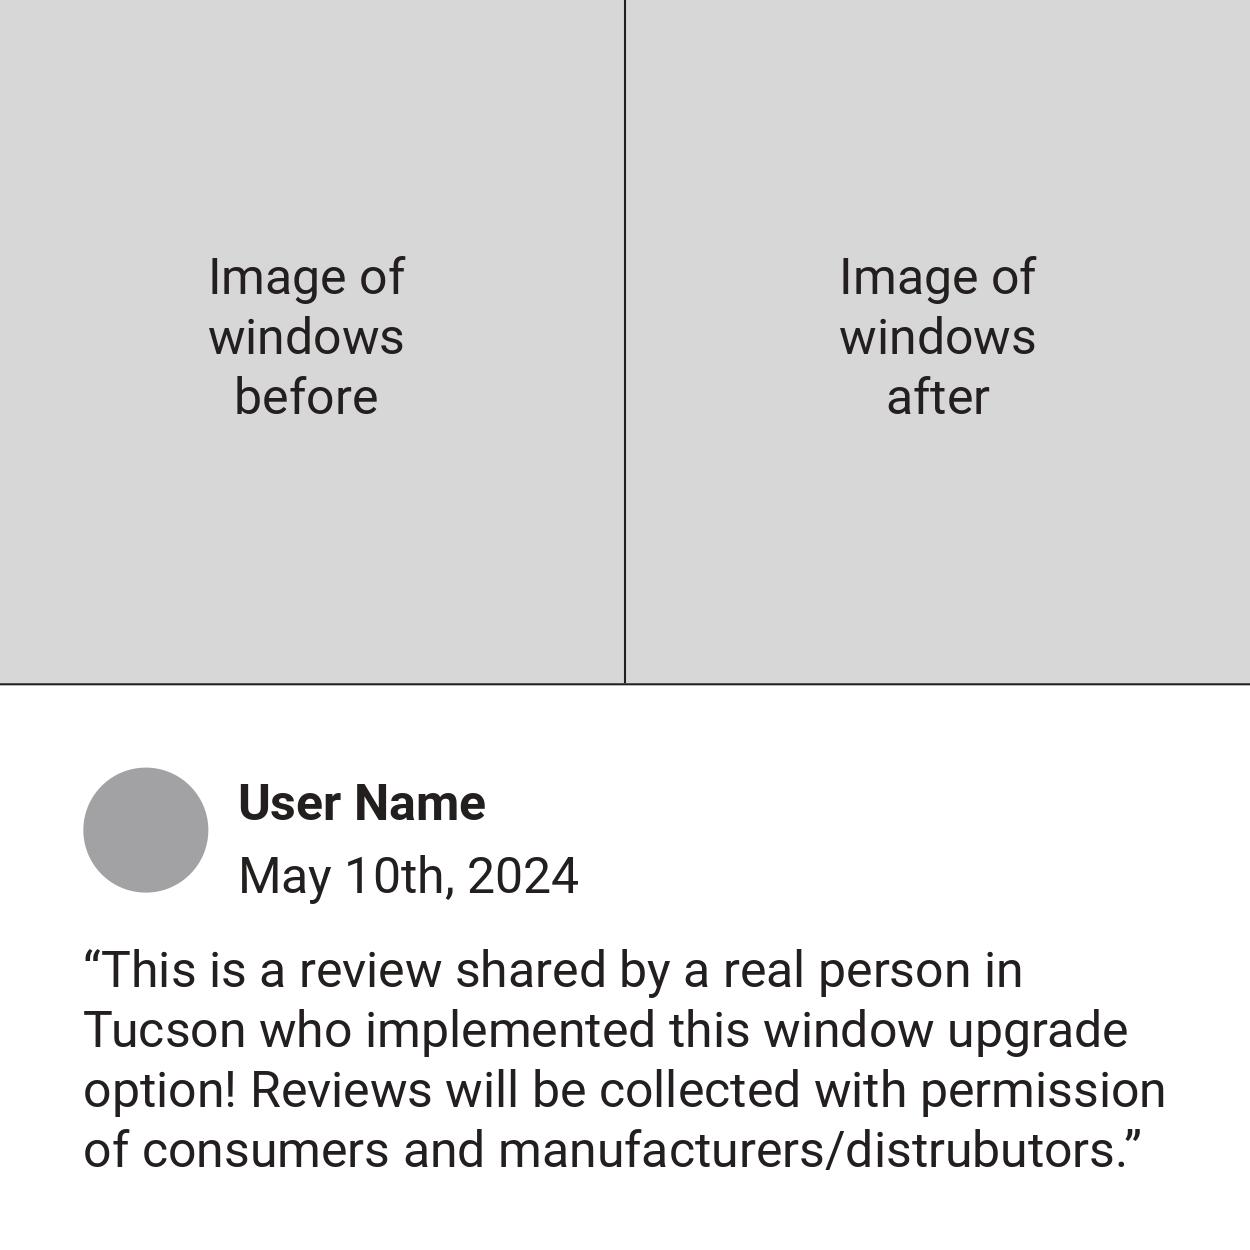 Image of
windows
before
Image of
windows
after
User Name
May 10th, 2024
“This is a review shared by a real person in
Tucson who implemented this window upgrade
option! Reviews will be collected with permission
of consumers and manufacturers/distrubutors.”